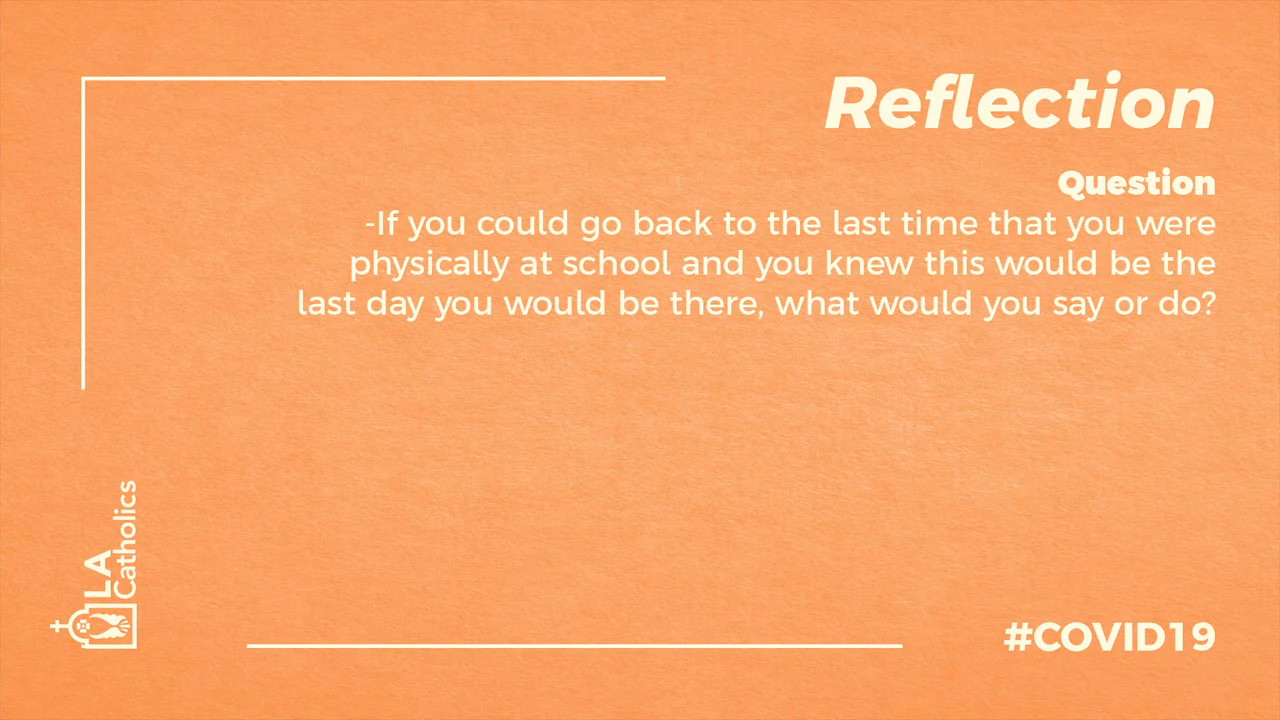 Reflection
Question
-If you could go back to the last time that you were
physically at school and you knew this would be the
last day you would be there, what would you say or do?
LA
Catholics
#COVID19